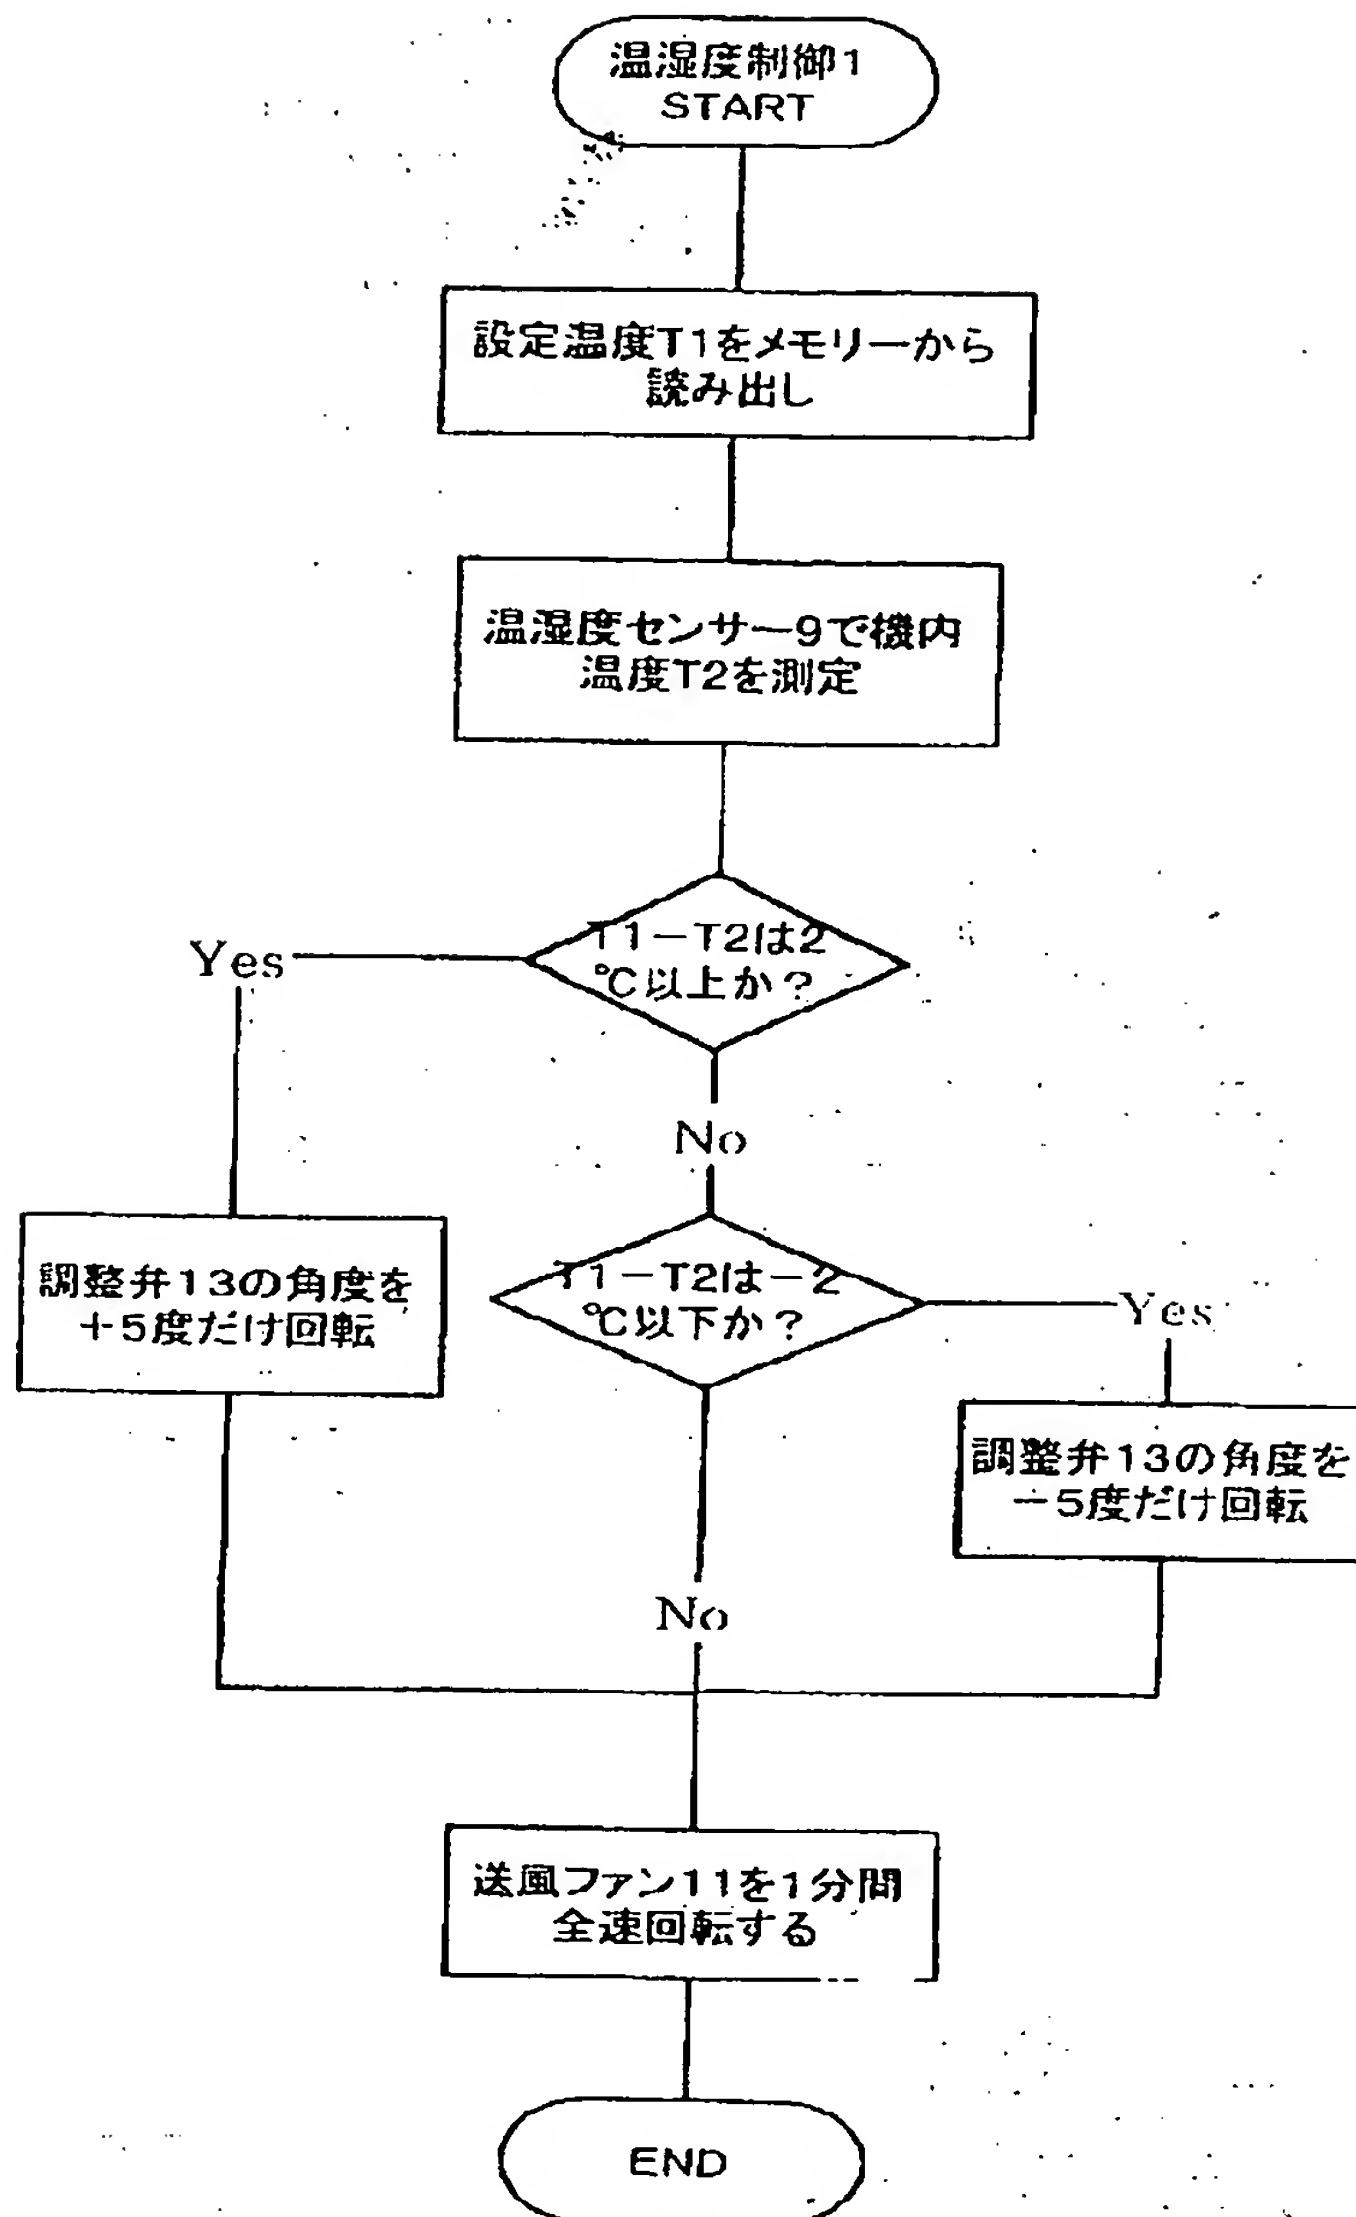 温湿度制御1
START
設定温度T1をメモリーから
読み出し
温湿度センサー9で機内
温度T2を測定
T1－T2は2
℃以上か？
Yes
No
調整弁13の角度を
＋5度だけ回転
T1－T2は－2
℃以下か？
Yes
調整弁13の角度を
－5度だけ回転
No
送風ファン11を1分間
全速回転する
END